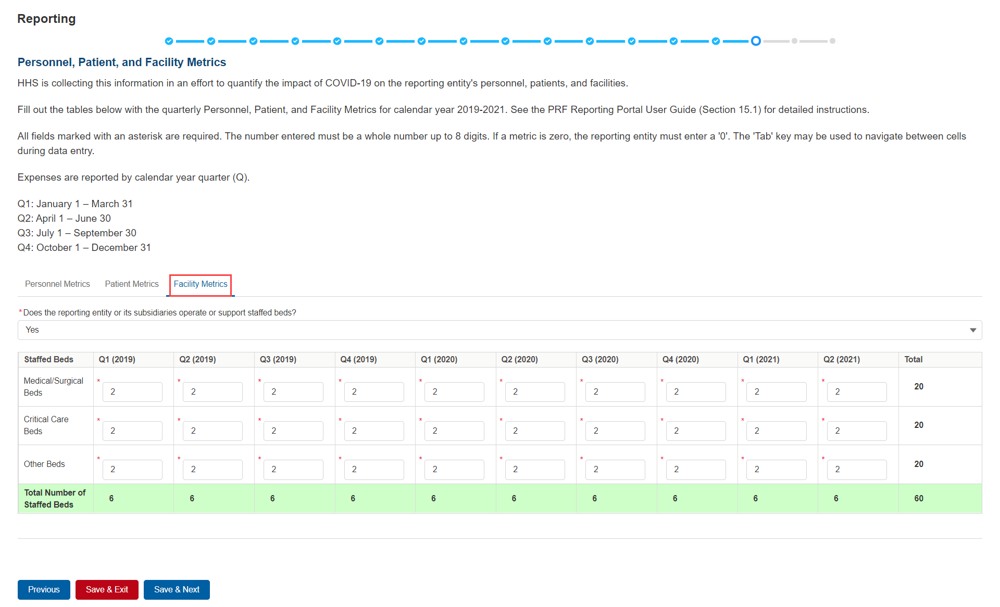 Reporting
Personnel, Patient, and Facility Metrics
HHS is collecting this information in an effort to quantify the impact of COVID-19 on the reporting entity's personnel, patients, and facilities.
Fill out the tables below with the quarterly Personnel, Patient, and Facility Metrics for calendar year 2019-2021. See the PRF Reporting Portal User Guide (Section 15.1) for detailed instructions.
All fields marked with an asterisk are required. The number entered must be a whole number up to 8 digits. If a metric is zero, the reporting entity must enter a '0'. The 'Tab' key may be used to navigate between cells
during data entry.
Expenses are reported by calendar year quarter (Q).
Q1: January 1 – March 31
Q2: April 1 – June 30
Q3: July 1 – September 30
Q4: October 1 – December 31
Personnel Metrics Patient Metrics Facility Metrics
*Does the reporting entity or its subsidiaries operate or support staffed beds?
Yes
Staffed Beds Q1 (2019) Q2 (2019) Q3 (2019) Q4 (2019) Q1 (2020) Q2 (2020) Q3 (2020) Q4 (2020) Q1 (2021) Q2 (2021) Total
Medical/Surgical
Beds
* 2 * 2 * 2 * 2 * 2 * 2 * 2 * 2 * 2 * 2 20
Critical Care
Beds
* 2 * 2 * 2 * 2 * 2 * 2 * 2 * 2 * 2 * 2 20
Other Beds * 2 * 2 * 2 * 2 * 2 * 2 * 2 * 2 * 2 * 2 20
Total Number of
Staffed Beds
6 6 6 6 6 6 6 6 6 6 60
Previous Save & Exit Save & Next